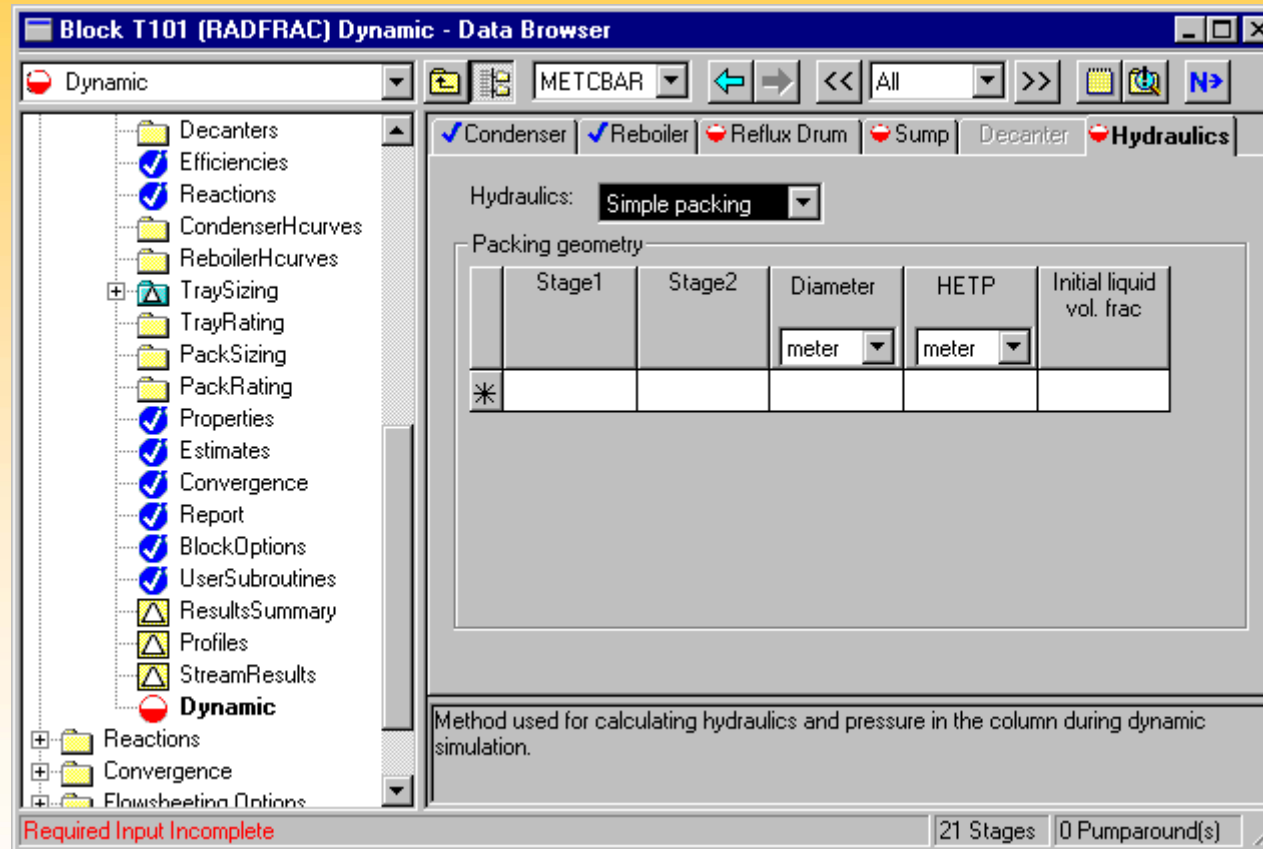 Block T101 (RADFRAC) Dynamic - Data Browser
Dynamic METCBAR << All >> N
Decanters
Efficiencies
Reactions
CondenserHcurves
ReboilerHcurves
TraySizing
TrayRating
PackSizing
PackRating
Properties
Estimates
Convergence
Report
BlockOptions
UserSubroutines
ResultsSummary
Profiles
StreamResults
Dynamic
Reactions
Convergence
Flowsheeting Options
Condenser Reboiler Reflux Drum Sump Decanter Hydraulics
Hydraulics: Simple packing
Packing geometry
Stage1 Stage2 Diameter HETP Initial liquid
vol. frac
meter meter
Method used for calculating hydraulics and pressure in the column during dynamic
simulation.
Required Input Incomplete 21 Stages 0 Pumparound(s)